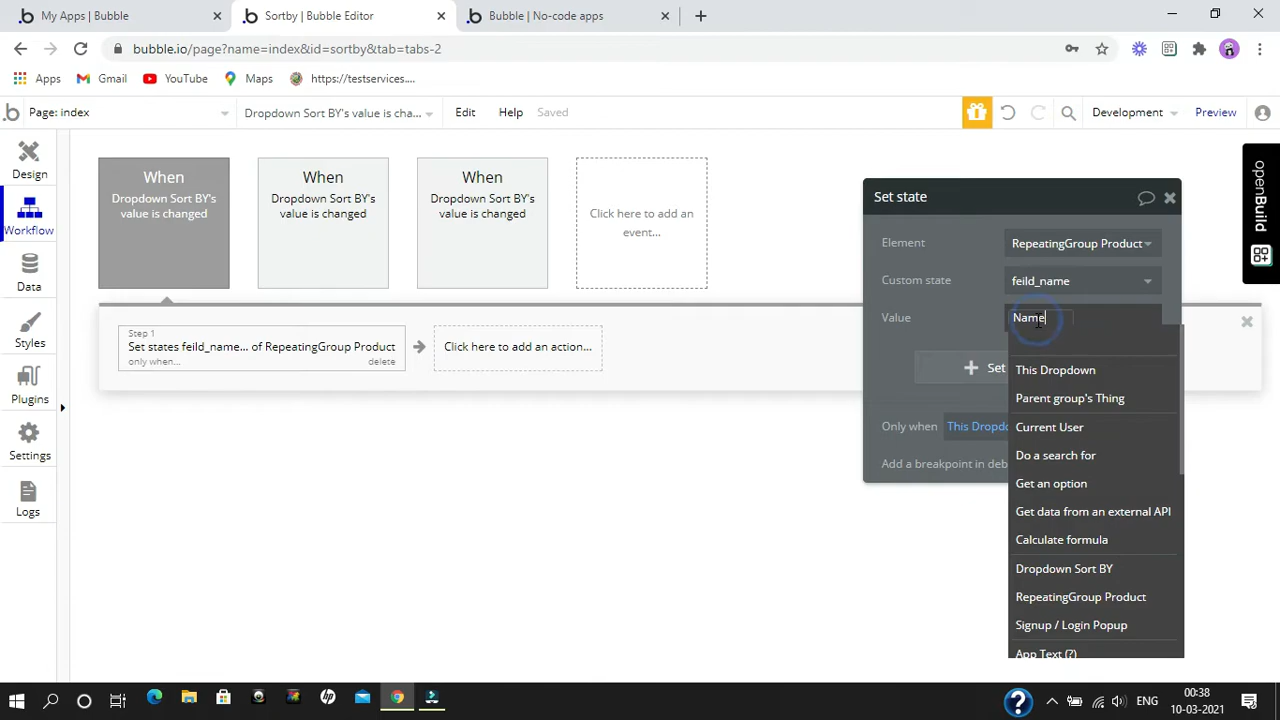 My Apps | Bubble
Sortby | Bubble Editor
Bubble | No-code apps
bubble.io/page?name=index&id=sortby&tab=tabs-2
Apps
Gmail
YouTube
Maps
https://testservices....
Page: index
Dropdown Sort BY's value is cha...
Edit
Help
Saved
Development
Preview
Design
Workflow
Data
Styles
Plugins
Settings
Logs
When
Dropdown Sort BY's
value is changed
When
Dropdown Sort BY's
value is changed
When
Dropdown Sort BY's
value is changed
Click here to add an
event...
Step 1
Set states feild_name... of RepeatingGroup Product
only when...
delete
Click here to add an action...
Set state
Element
RepeatingGroup Product
Custom state
feild_name
Value
Name
Set
Only when
This Dropdo
Add a breakpoint in deb
This Dropdown
Parent group's Thing
Current User
Do a search for
Get an option
Get data from an external API
Calculate formula
Dropdown Sort BY
RepeatingGroup Product
Signup / Login Popup
App Text (?)
openBuild
ENG
00:38
10-03-2021